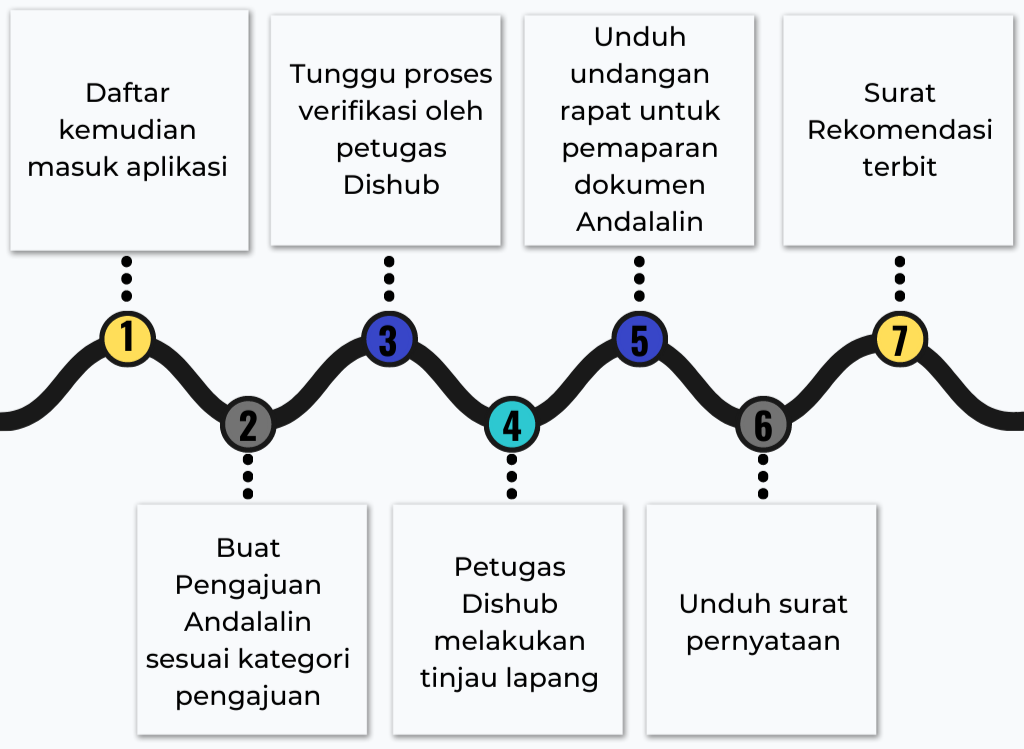 Daftar
kemudian
masuk aplikasi
Tunggu proses
verifikasi oleh
petugas
Dishub
Unduh
undangan
rapat untuk
pemaparan
dokumen
Andalalin
Surat
Rekomendasi
terbit
1
3
5
7
2
4
6
Buat
Pengajuan
Andalalin
sesuai kategori
pengajuan
Petugas
Dishub
melakukan
tinjau lapang
Unduh surat
pernyataan